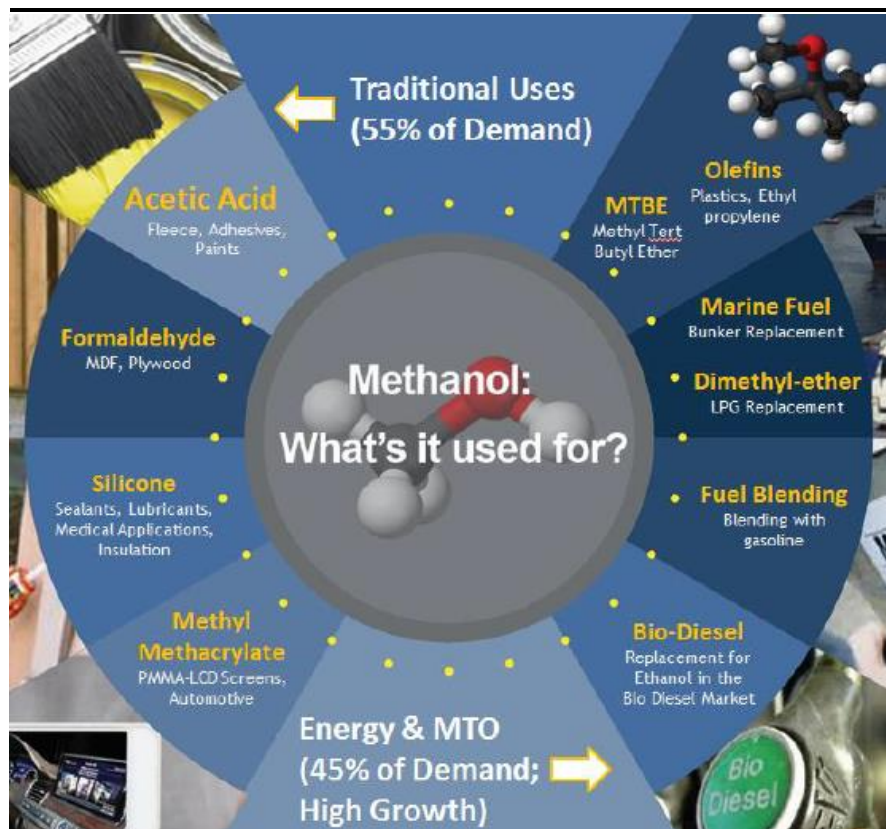 Traditional Uses
(55% of Demand)
Olefins
Plastics, Ethyl
propylene
MTBE
Methyl Tert
Butyl Ether
Acetic Acid
Fleece, Adhesives,
Paints
Marine Fuel
Bunker Replacement
Formaldehyde
MDF, Plywood
Methanol:
What's it used for?
Dimethyl-ether
LPG Replacement
Silicone
Sealants, Lubricants,
Medical Applications,
Insulation
Fuel Blending
Blending with
gasoline
Methyl
Methacrylate
PMMA-LCD Screens,
Automotive
Bio-Diesel
Replacement for
Ethanol in the
Bio Diesel Market
Energy & MTO
(45% of Demand;
High Growth)
Bio
Diesel